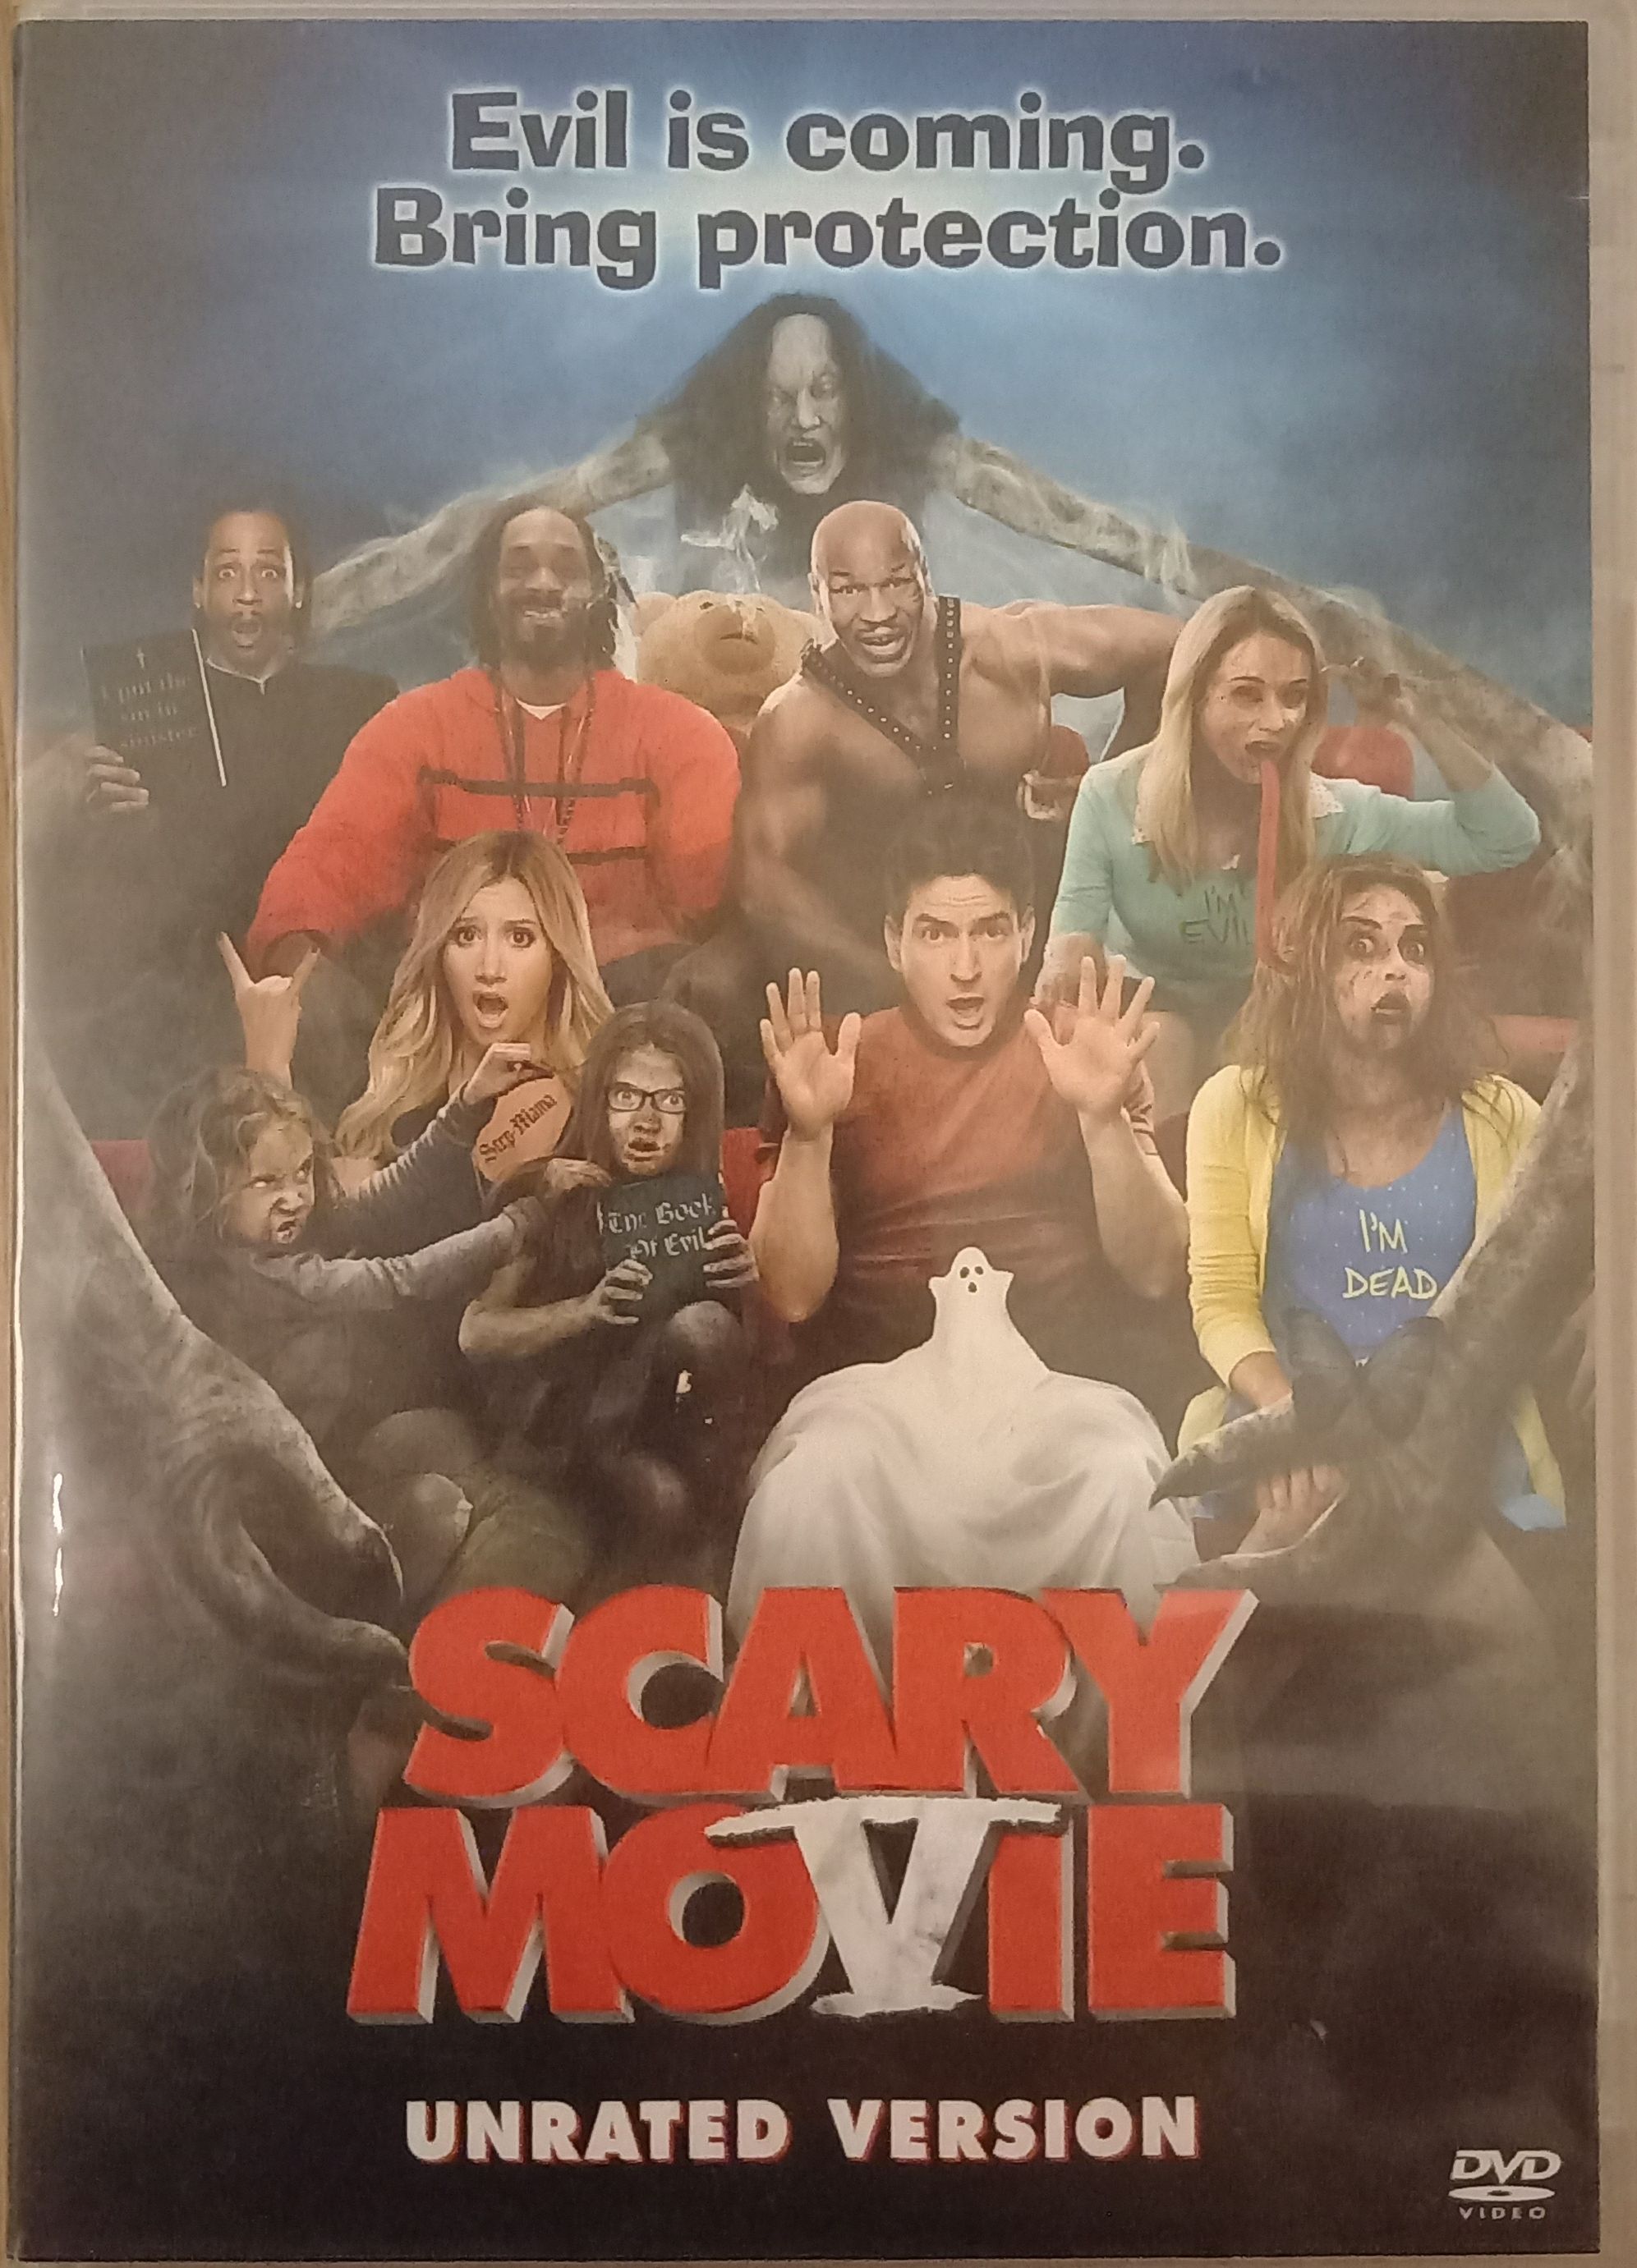 Evil is coming.
Bring protection.
I put the
sin in
sinister
I'M
EVIL
Step-Mama
The Book
Of Evil
I'M
DEAD
SCARY
MOVIE
V
UNRATED VERSION
DVD
VIDEO